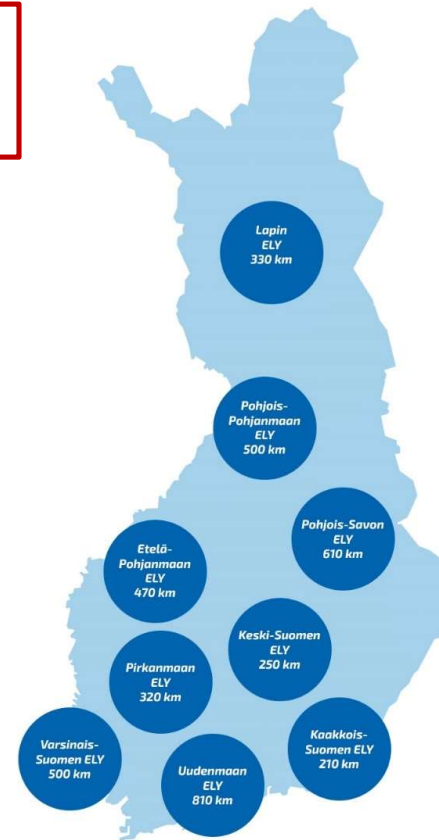 Lapin
ELY
330 km
Pohjois-
Pohjanmaan
ELY
500 km
Pohjois-Savon
ELY
610 km
Etelä-
Pohjanmaan
ELY
470 km
Keski-Suomen
ELY
250 km
Pirkanmaan
ELY
320 km
Kaakkois-
Suomen ELY
210 km
Varsinais-
Suomen ELY
500 km
Uudenmaan
ELY
810 km